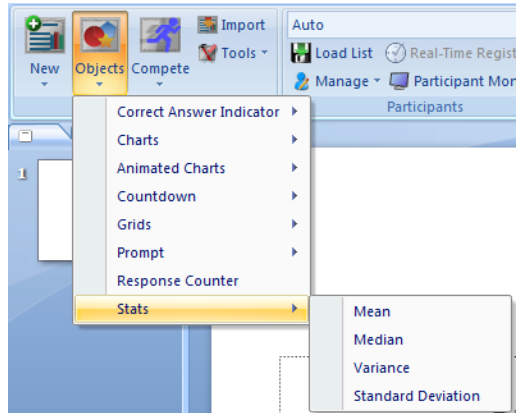 New
Objects
Compete
Import
Tools
Auto
Load List
Real-Time Regist
Manage
Participant Mon
Participants
1
Correct Answer Indicator
Charts
Animated Charts
Countdown
Grids
Prompt
Response Counter
Stats
Mean
Median
Variance
Standard Deviation